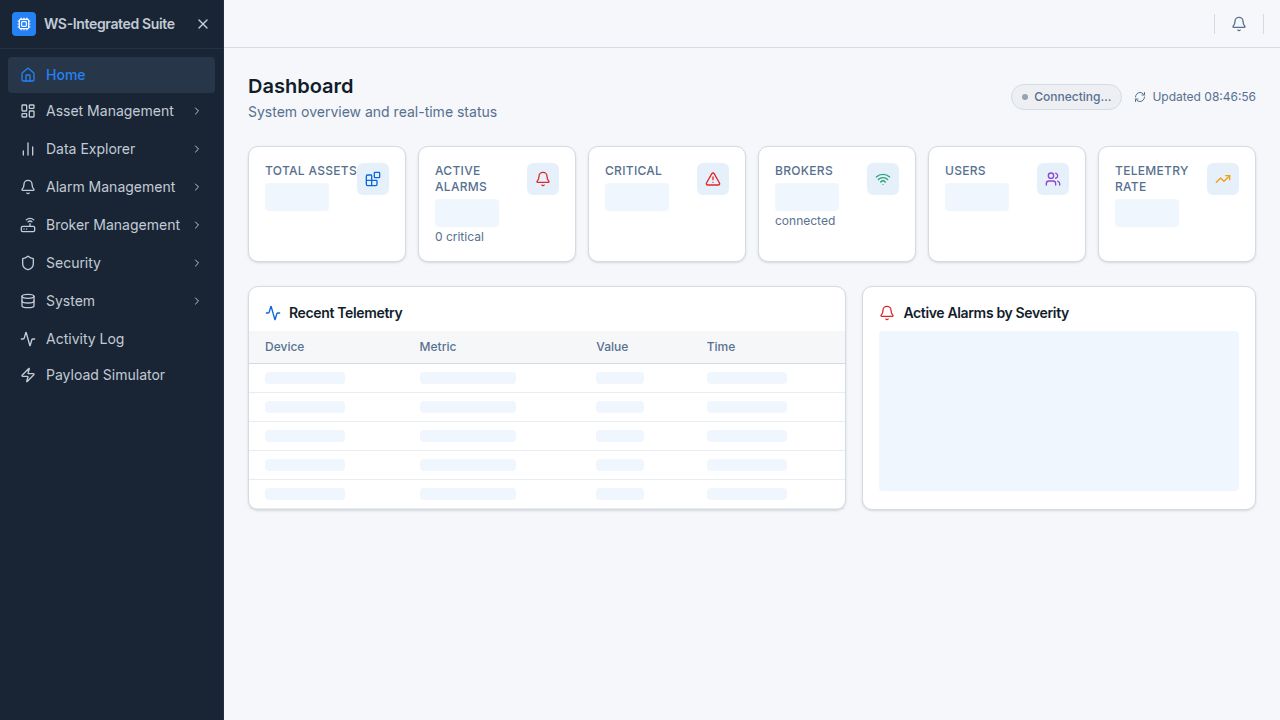 WS-Integrated Suite
Home
Asset Management
Data Explorer
Alarm Management
Broker Management
Security
System
Activity Log
Payload Simulator
Dashboard
System overview and real-time status
Connecting...
Updated 08:46:56
TOTAL ASSETS
ACTIVE
ALARMS
0 critical
CRITICAL
BROKERS
connected
USERS
TELEMETRY
RATE
Recent Telemetry
Device Metric Value Time
Active Alarms by Severity